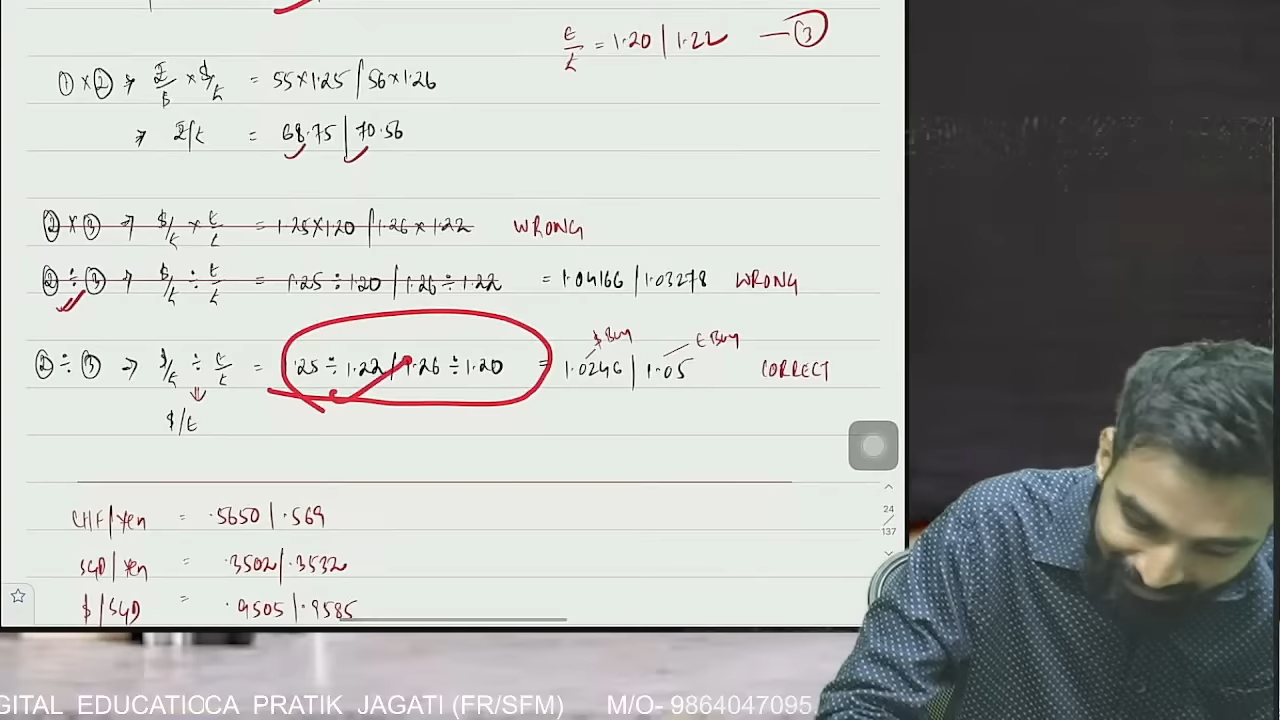 €/£ = 1.20 | 1.22 — ③
① × ② ⇒ ₹/$ × $/£ = 55×1.25 | 56×1.26
⇒ ₹/£ = 68.75 | 70.56
② × ③ ⇒ $/£ × €/£ = 1.25×1.20 | 1.26×1.22 WRONG
② ÷ ③ ⇒ $/£ ÷ €/£ = 1.25÷1.20 | 1.26÷1.22 = 1.04166 | 1.03278 WRONG
$ Buy € Buy
② ÷ ③ ⇒ $/£ ÷ €/£ = 1.25÷1.22 | 1.26÷1.20 = 1.0246 | 1.05 CORRECT
$/€
CHF/Yen = .5650 | .569
SGD/Yen = .3502 | .3532
$/SGD = .9505 | .9585
24
/
137
GITAL EDUCATIOCCA PRATIK JAGATI (FR/SFM) M/O- 9864047095